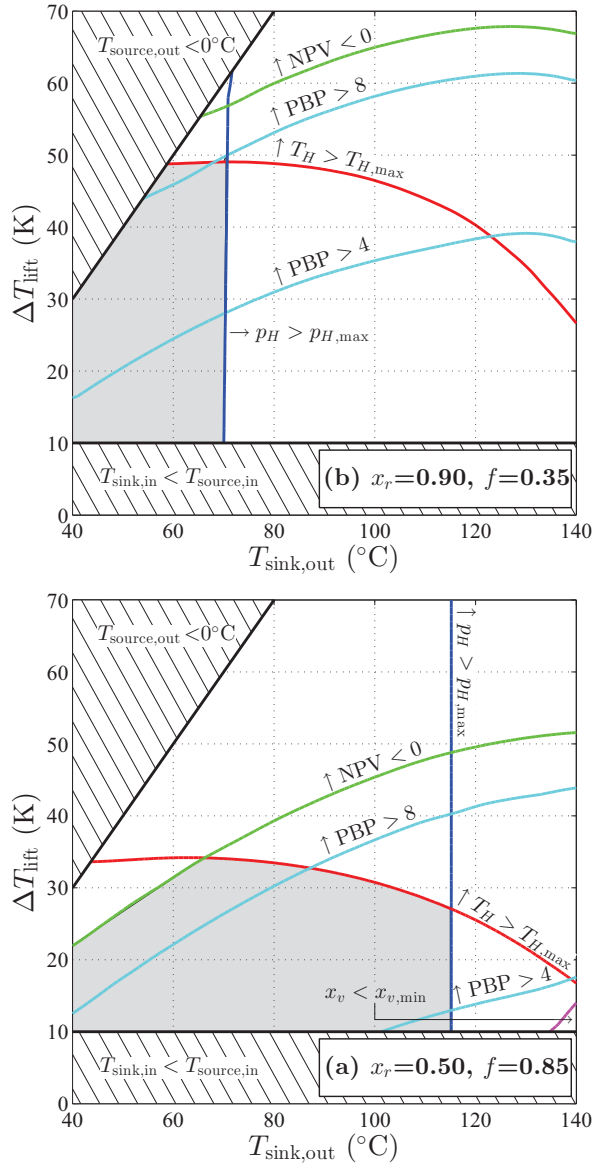 70
60
50
40
30
20
10
0
ΔT_lift (K)
T_source,out <0°C
↑ NPV < 0
↑ PBP > 8
↑ T_H > T_H,max
↑ PBP > 4
→ p_H > p_H,max
T_sink,in < T_source,in
(b) x_r=0.90, f=0.35
40 60 80 100 120 140
T_sink,out (°C)
70
60
50
40
30
20
10
0
ΔT_lift (K)
T_source,out <0°C
↑ p_H > p_H,max
↑ NPV < 0
↑ PBP > 8
↑ T_H > T_H,max
x_v < x_v,min
↑ PBP > 4
T_sink,in < T_source,in
(a) x_r=0.50, f=0.85
40 60 80 100 120 140
T_sink,out (°C)